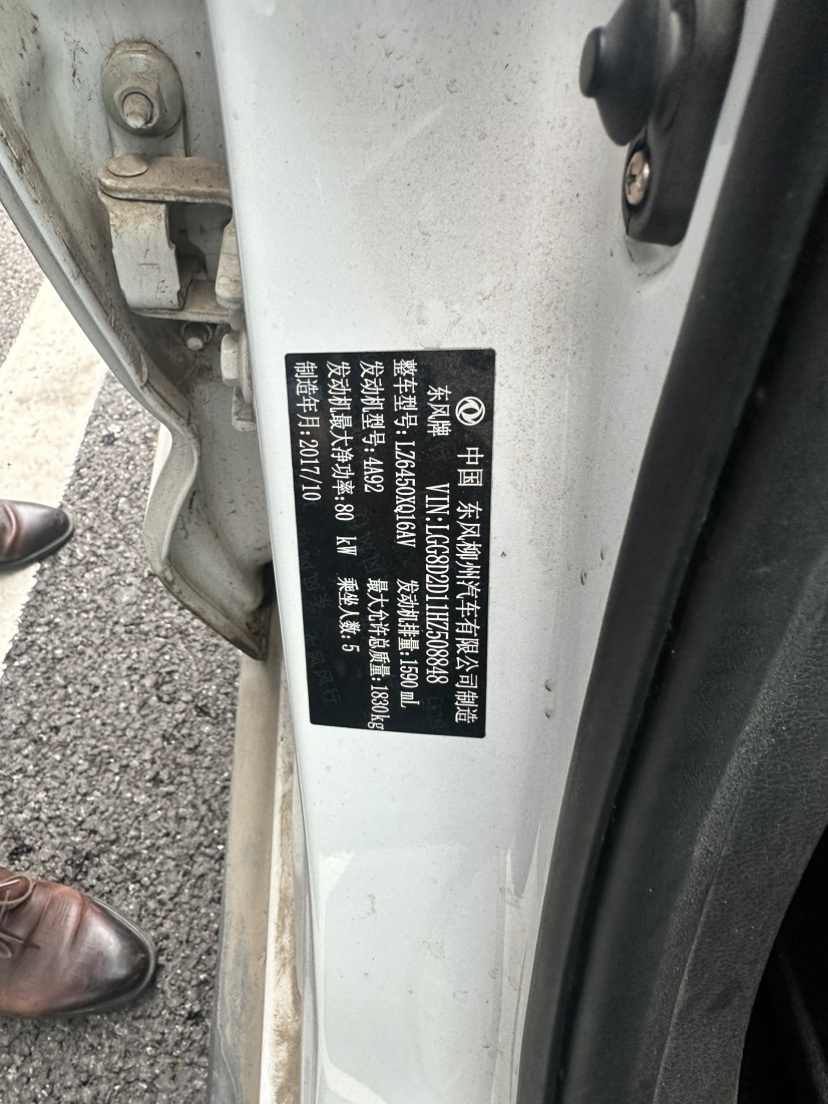 中国 东风柳州汽车有限公司制造
东风牌 VIN:LGG8D2D11HZ508848
整车型号:LZ6450XQ16AV 发动机排量:1590 mL
发动机型号:4A92 最大允许总质量:1830kg
发动机最大净功率:80 kW 乘坐人数:5
制造年月:2017/10